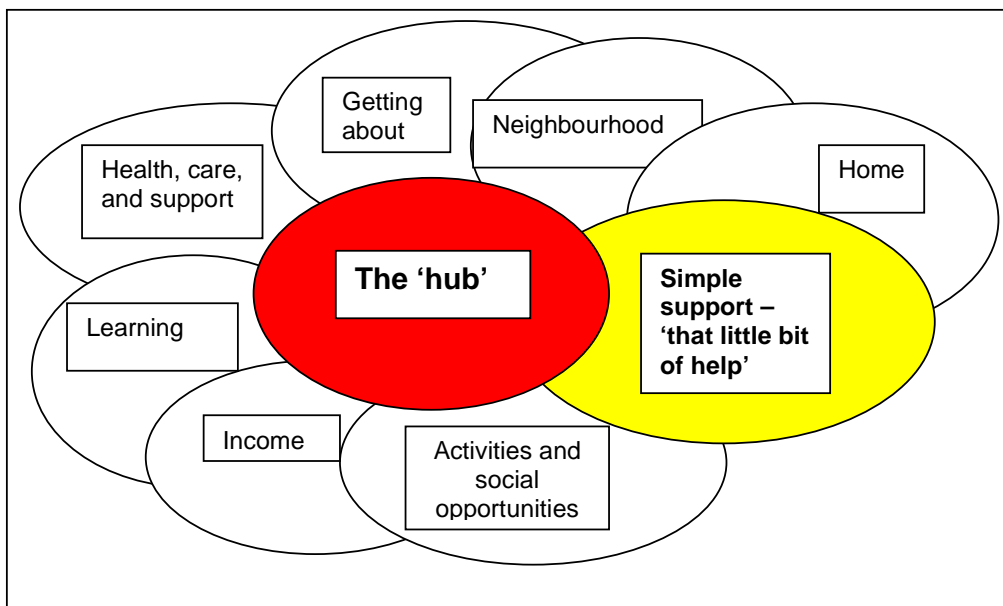 Getting
about
Neighbourhood
Health, care,
and support
Home
The ‘hub’
Simple
support –
‘that little bit
of help’
Learning
Income
Activities and
social
opportunities